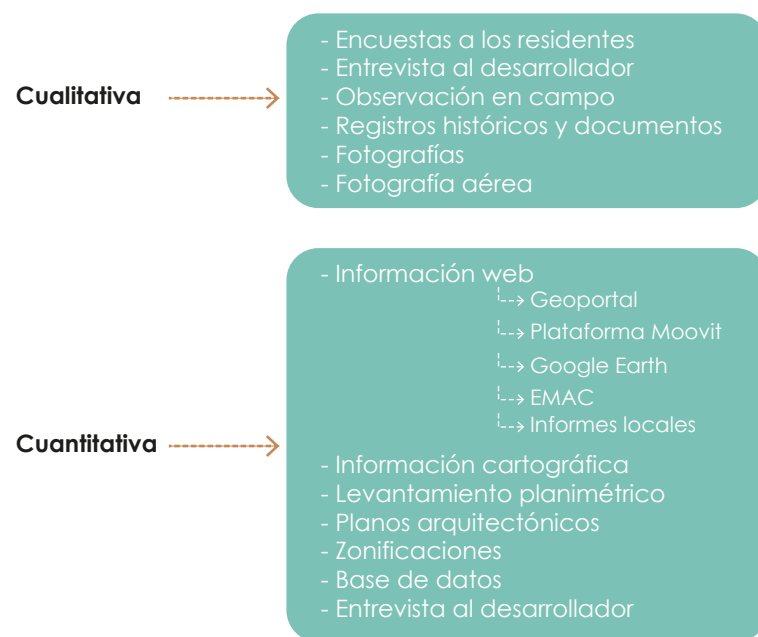 Cualitativa
- Encuestas a los residentes
- Entrevista al desarrollador
- Observación en campo
- Registros históricos y documentos
- Fotografías
- Fotografía aérea
Cuantitativa
- Información web
Geoportal
Plataforma Moovit
Google Earth
EMAC
Informes locales
- Información cartográfica
- Levantamiento planimétrico
- Planos arquitectónicos
- Zonificaciones
- Base de datos
- Entrevista al desarrollador